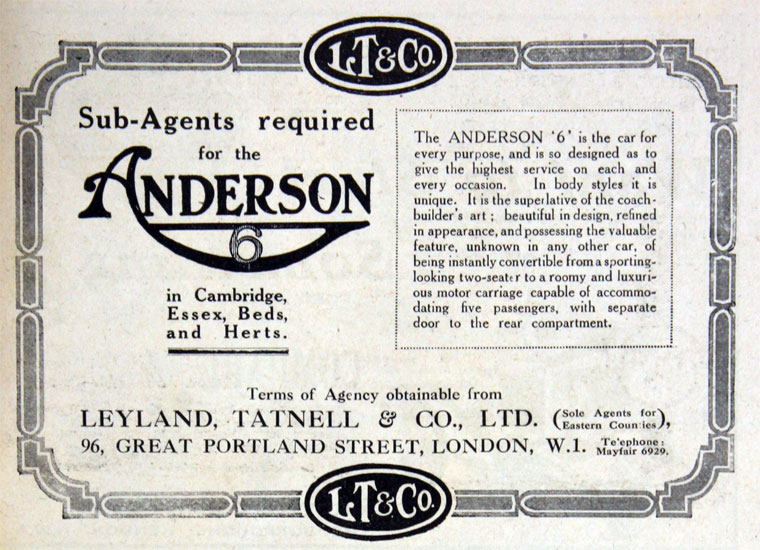 LT&Co.
Sub-Agents required
for the
ANDERSON
6
in Cambridge,
Essex, Beds,
and Herts.
The ANDERSON '6' is the car for
every purpose, and is so designed as to
give the highest service on each and
every occasion. In body styles it is
unique. It is the superlative of the coach-
builder's art; beautiful in design, refined
in appearance, and possessing the valuable
feature, unknown in any other car, of
being instantly convertible from a sporting-
looking two-seater to a roomy and luxuri-
ous motor carriage capable of accommo-
dating five passengers, with separate
door to the rear compartment.
Terms of Agency obtainable from
LEYLAND, TATNELL & CO., LTD. (Sole Agents for
Eastern Counties),
96, GREAT PORTLAND STREET, LONDON, W.1. Telephone:
Mayfair 6929.
LT&Co.